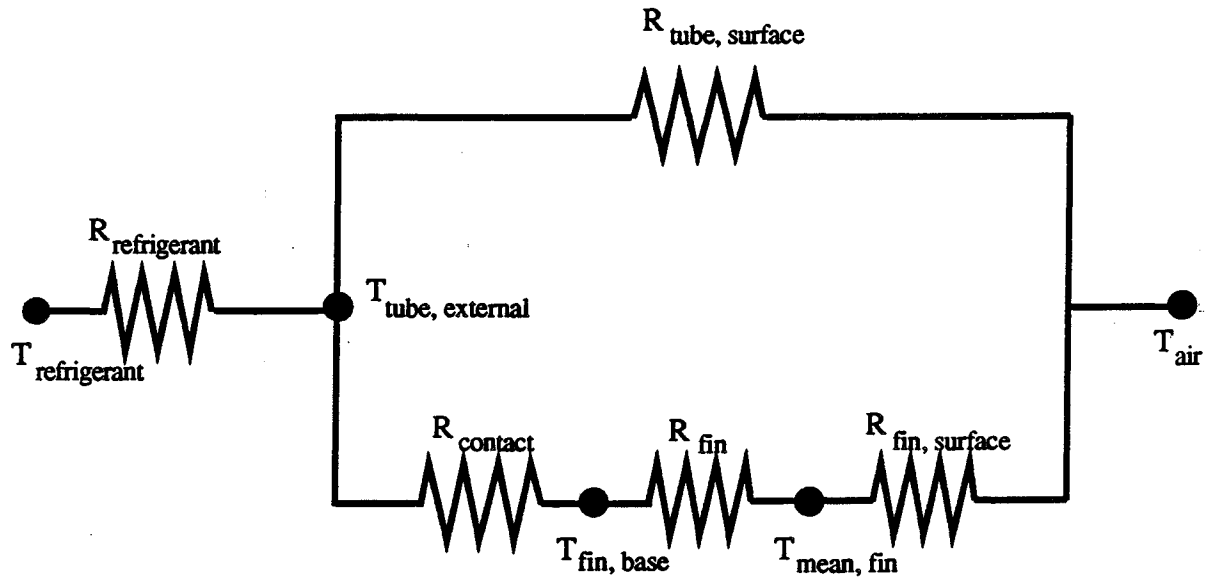 R tube, surface
R refrigerant
T tube, external
T refrigerant
T air
R contact
R fin
R fin, surface
T fin, base
T mean, fin